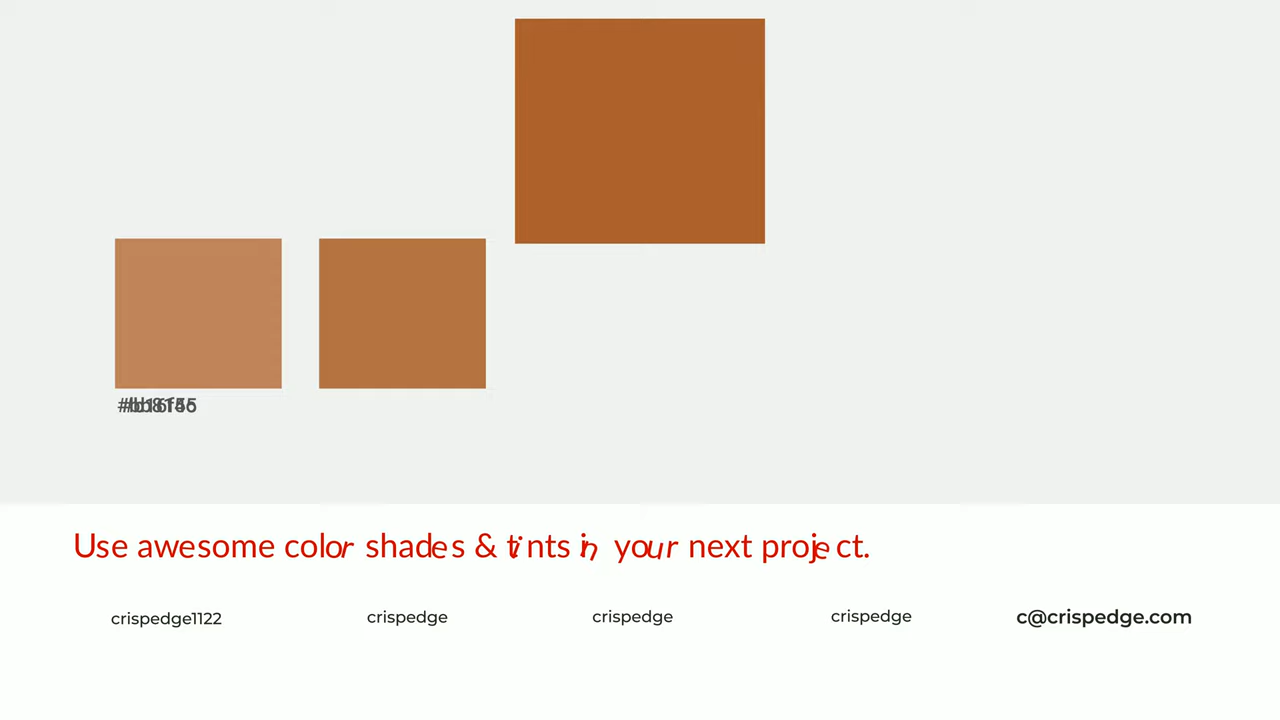 Use awesome color shades & tints in your next project.
crispedge1122 crispedge crispedge crispedge c@crispedge.com